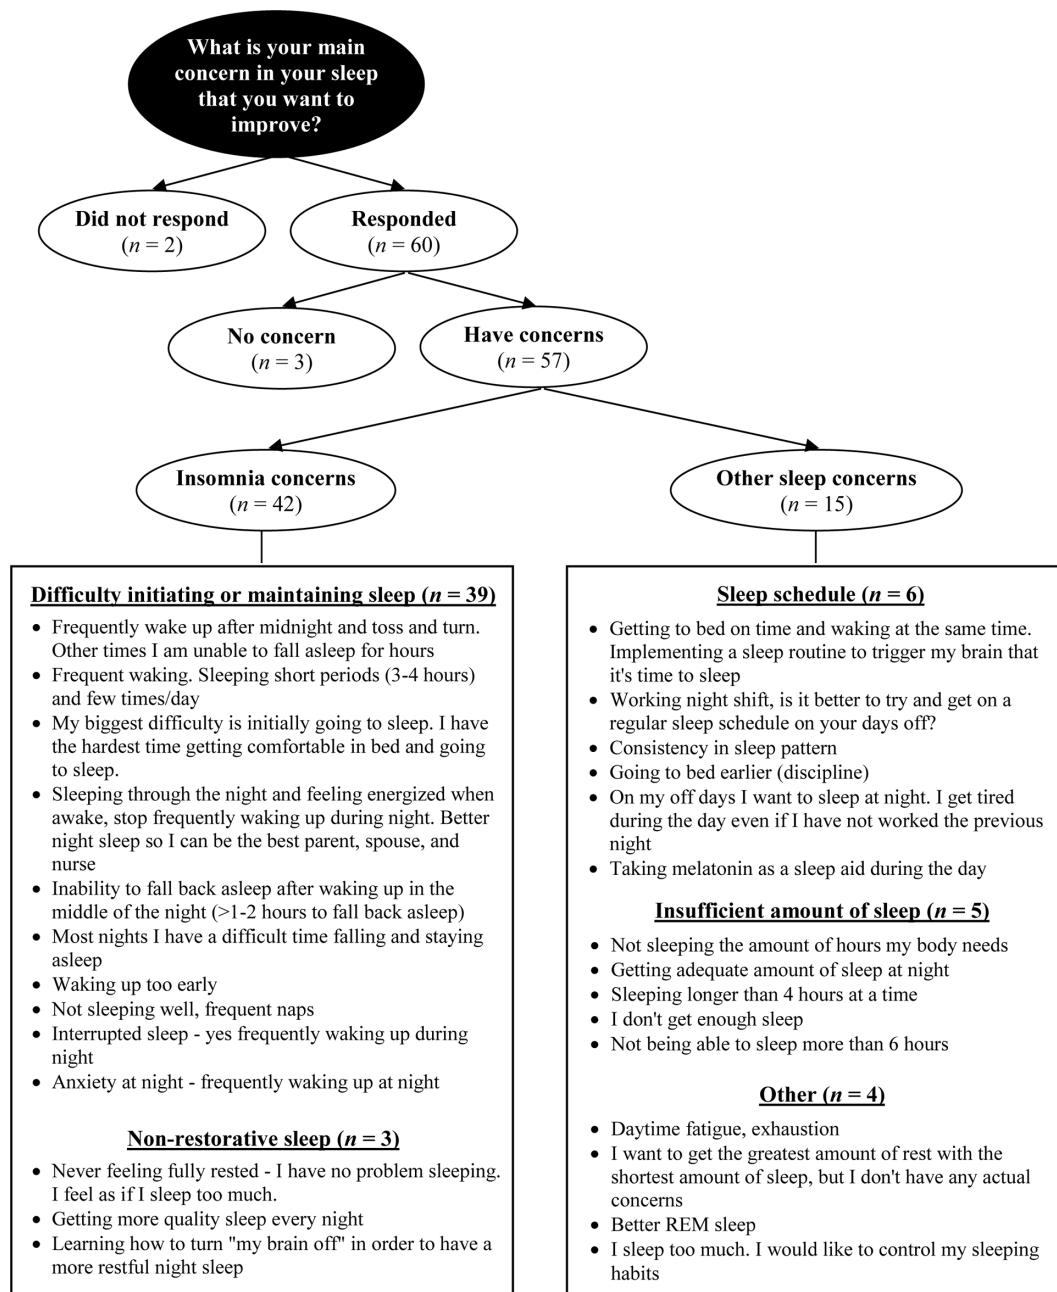 What is your main
concern in your sleep
that you want to
improve?
Did not respond
(n = 2)
Responded
(n = 60)
No concern
(n = 3)
Have concerns
(n = 57)
Insomnia concerns
(n = 42)
Other sleep concerns
(n = 15)
Difficulty initiating or maintaining sleep (n = 39)
• Frequently wake up after midnight and toss and turn.
Other times I am unable to fall asleep for hours
• Frequent waking. Sleeping short periods (3-4 hours)
and few times/day
• My biggest difficulty is initially going to sleep. I have
the hardest time getting comfortable in bed and going
to sleep.
• Sleeping through the night and feeling energized when
awake, stop frequently waking up during night. Better
night sleep so I can be the best parent, spouse, and
nurse
• Inability to fall back asleep after waking up in the
middle of the night (>1-2 hours to fall back asleep)
• Most nights I have a difficult time falling and staying
asleep
• Waking up too early
• Not sleeping well, frequent naps
• Interrupted sleep - yes frequently waking up during
night
• Anxiety at night - frequently waking up at night
Non-restorative sleep (n = 3)
• Never feeling fully rested - I have no problem sleeping.
I feel as if I sleep too much.
• Getting more quality sleep every night
• Learning how to turn "my brain off" in order to have a
more restful night sleep
Sleep schedule (n = 6)
• Getting to bed on time and waking at the same time.
Implementing a sleep routine to trigger my brain that
it's time to sleep
• Working night shift, is it better to try and get on a
regular sleep schedule on your days off?
• Consistency in sleep pattern
• Going to bed earlier (discipline)
• On my off days I want to sleep at night. I get tired
during the day even if I have not worked the previous
night
• Taking melatonin as a sleep aid during the day
Insufficient amount of sleep (n = 5)
• Not sleeping the amount of hours my body needs
• Getting adequate amount of sleep at night
• Sleeping longer than 4 hours at a time
• I don't get enough sleep
• Not being able to sleep more than 6 hours
Other (n = 4)
• Daytime fatigue, exhaustion
• I want to get the greatest amount of rest with the
shortest amount of sleep, but I don't have any actual
concerns
• Better REM sleep
• I sleep too much. I would like to control my sleeping
habits